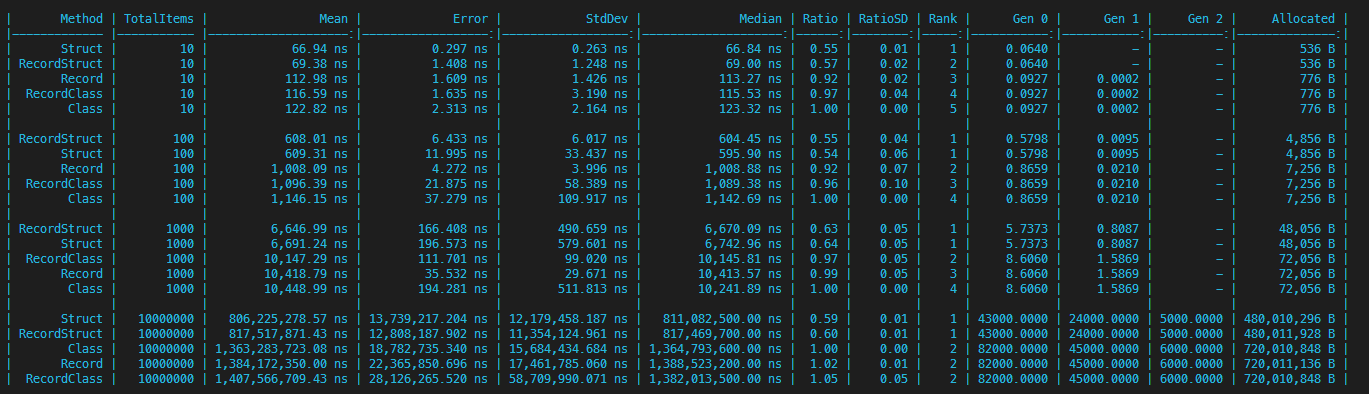 | Method | TotalItems | Mean | Error | StdDev | Median | Ratio | RatioSD | Rank | Gen 0 | Gen 1 | Gen 2 | Allocated |
|------------ |----------- |--------------------:|------------------:|------------------:|--------------------:|------:|--------:|-----:|-----------:|-----------:|----------:|--------------:|
| Struct | 10 | 66.94 ns | 0.297 ns | 0.263 ns | 66.84 ns | 0.55 | 0.01 | 1 | 0.0640 | – | – | 536 B |
| RecordStruct | 10 | 69.38 ns | 1.408 ns | 1.248 ns | 69.00 ns | 0.57 | 0.02 | 2 | 0.0640 | – | – | 536 B |
| Record | 10 | 112.98 ns | 1.609 ns | 1.426 ns | 113.27 ns | 0.92 | 0.02 | 3 | 0.0927 | 0.0002 | – | 776 B |
| RecordClass | 10 | 116.59 ns | 1.635 ns | 3.190 ns | 115.53 ns | 0.97 | 0.04 | 4 | 0.0927 | 0.0002 | – | 776 B |
| Class | 10 | 122.82 ns | 2.313 ns | 2.164 ns | 123.32 ns | 1.00 | 0.00 | 5 | 0.0927 | 0.0002 | – | 776 B |
| | | | | | | | | | | | | |
| RecordStruct | 100 | 608.01 ns | 6.433 ns | 6.017 ns | 604.45 ns | 0.55 | 0.04 | 1 | 0.5798 | 0.0095 | – | 4,856 B |
| Struct | 100 | 609.31 ns | 11.995 ns | 33.437 ns | 595.90 ns | 0.54 | 0.06 | 1 | 0.5798 | 0.0095 | – | 4,856 B |
| Record | 100 | 1,008.09 ns | 4.272 ns | 3.996 ns | 1,008.88 ns | 0.92 | 0.07 | 2 | 0.8659 | 0.0210 | – | 7,256 B |
| RecordClass | 100 | 1,096.39 ns | 21.875 ns | 58.389 ns | 1,089.38 ns | 0.96 | 0.10 | 3 | 0.8659 | 0.0210 | – | 7,256 B |
| Class | 100 | 1,146.15 ns | 37.279 ns | 109.917 ns | 1,142.69 ns | 1.00 | 0.00 | 4 | 0.8659 | 0.0210 | – | 7,256 B |
| | | | | | | | | | | | | |
| RecordStruct | 1000 | 6,646.99 ns | 166.408 ns | 490.659 ns | 6,670.09 ns | 0.63 | 0.05 | 1 | 5.7373 | 0.8087 | – | 48,056 B |
| Struct | 1000 | 6,691.24 ns | 196.573 ns | 579.601 ns | 6,742.96 ns | 0.64 | 0.05 | 1 | 5.7373 | 0.8087 | – | 48,056 B |
| RecordClass | 1000 | 10,147.29 ns | 111.701 ns | 99.020 ns | 10,145.81 ns | 0.97 | 0.05 | 2 | 8.6060 | 1.5869 | – | 72,056 B |
| Record | 1000 | 10,418.79 ns | 35.532 ns | 29.671 ns | 10,413.57 ns | 0.99 | 0.05 | 3 | 8.6060 | 1.5869 | – | 72,056 B |
| Class | 1000 | 10,448.99 ns | 194.281 ns | 511.813 ns | 10,241.89 ns | 1.00 | 0.00 | 4 | 8.6060 | 1.5869 | – | 72,056 B |
| | | | | | | | | | | | | |
| Struct | 10000000 | 806,225,278.57 ns | 13,739,217.204 ns | 12,179,458.187 ns | 811,082,500.00 ns | 0.59 | 0.01 | 1 | 43000.0000 | 24000.0000 | 5000.0000 | 480,010,296 B |
| RecordStruct | 10000000 | 817,517,871.43 ns | 12,808,187.902 ns | 11,354,124.961 ns | 817,469,700.00 ns | 0.60 | 0.01 | 1 | 43000.0000 | 24000.0000 | 5000.0000 | 480,011,928 B |
| Class | 10000000 | 1,363,283,723.08 ns | 18,782,735.340 ns | 15,684,434.684 ns | 1,364,793,600.00 ns | 1.00 | 0.00 | 2 | 82000.0000 | 45000.0000 | 6000.0000 | 720,010,848 B |
| Record | 10000000 | 1,384,172,350.00 ns | 22,365,850.696 ns | 17,461,785.060 ns | 1,388,523,200.00 ns | 1.02 | 0.01 | 2 | 82000.0000 | 45000.0000 | 6000.0000 | 720,011,136 B |
| RecordClass | 10000000 | 1,407,566,709.43 ns | 28,126,265.520 ns | 58,709,990.071 ns | 1,382,013,500.00 ns | 1.05 | 0.05 | 2 | 82000.0000 | 45000.0000 | 6000.0000 | 720,010,848 B |